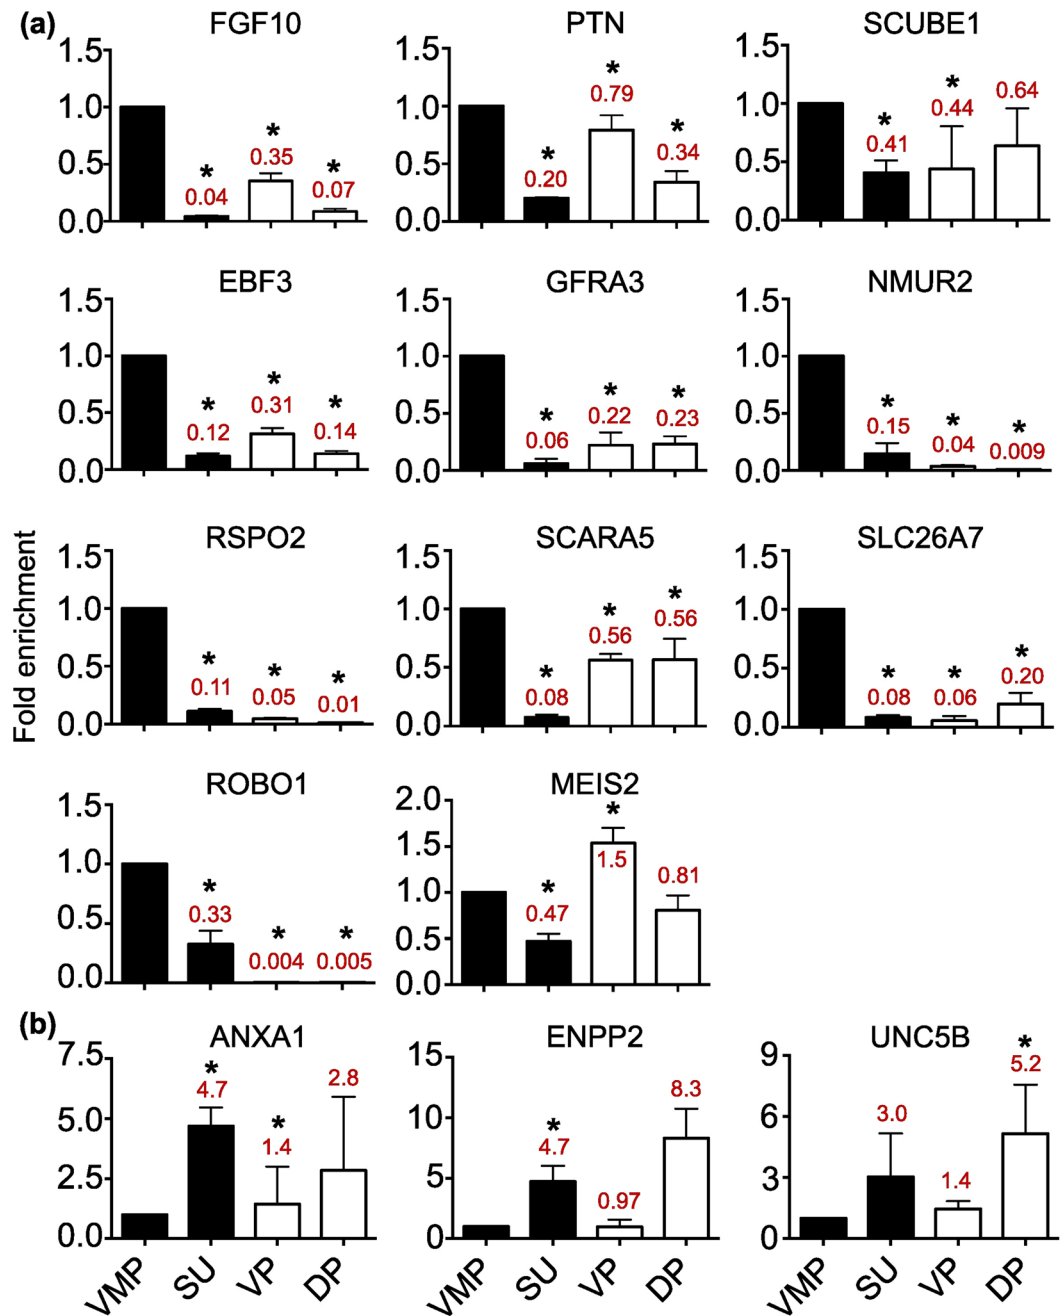 (a)
FGF10 PTN SCUBE1
1.5 1.5 1.5
1.0 1.0 1.0
0.5 0.5 0.5
0.0 0.0 0.0
* 0.04 * 0.35 * 0.07
* 0.20 * 0.79 * 0.34
* 0.41 * 0.44 0.64
EBF3 GFRA3 NMUR2
1.5 1.5 1.5
1.0 1.0 1.0
0.5 0.5 0.5
0.0 0.0 0.0
* 0.12 * 0.31 * 0.14
* 0.06 * 0.22 * 0.23
* 0.15 * 0.04 * 0.009
Fold enrichment
RSPO2 SCARA5 SLC26A7
1.5 1.5 1.5
1.0 1.0 1.0
0.5 0.5 0.5
0.0 0.0 0.0
* 0.11 * 0.05 * 0.01
* 0.08 * 0.56 * 0.56
* 0.08 * 0.06 * 0.20
ROBO1 MEIS2
1.5 2.0
1.0 1.5
0.5 1.0
0.0 0.5
0.0
* 0.33 * 0.004 * 0.005
* 0.47 * 1.5 0.81
(b)
ANXA1 ENPP2 UNC5B
7.5 15 9
5.0 10 6
2.5 5 3
0.0 0 0
* 4.7 * 1.4 2.8
* 4.7 0.97 8.3
3.0 1.4 * 5.2
VMP SU VP DP VMP SU VP DP VMP SU VP DP